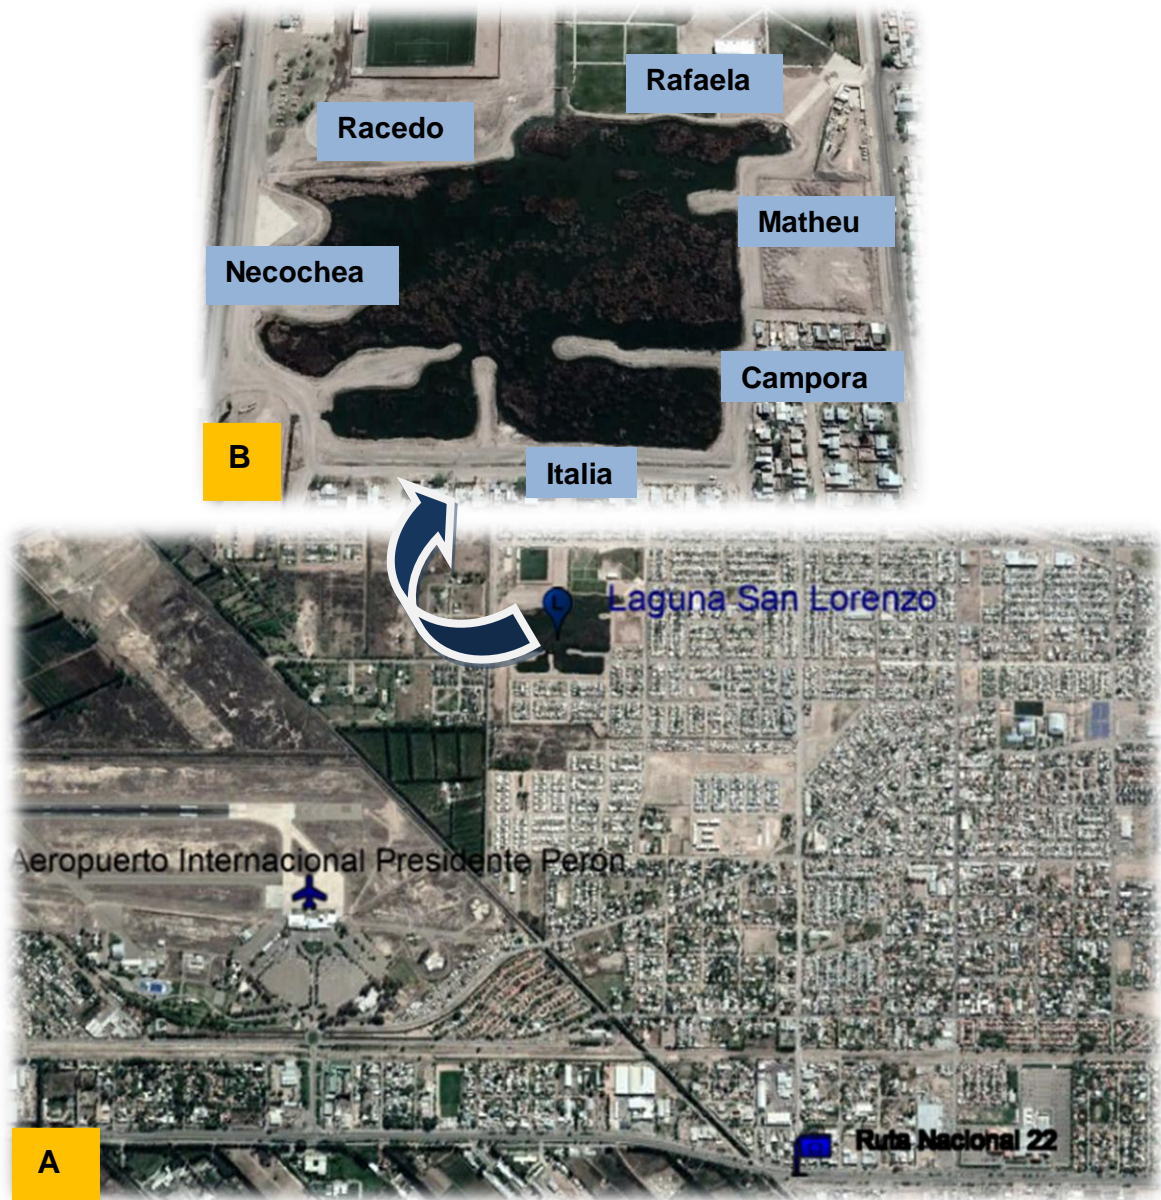 Rafaela
Racedo
Matheu
Necochea
Campora
B
Italia
L
Laguna San Lorenzo
Aeropuerto Internacional Presidente Perón
Ruta Nacional 22
A